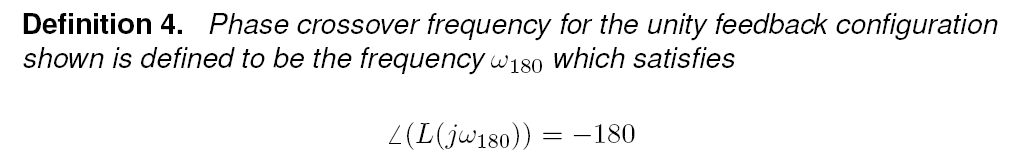 Definition 4. Phase crossover frequency for the unity feedback configuration
shown is defined to be the frequency ω₁₈₀ which satisfies
∠(L(jω₁₈₀)) = −180